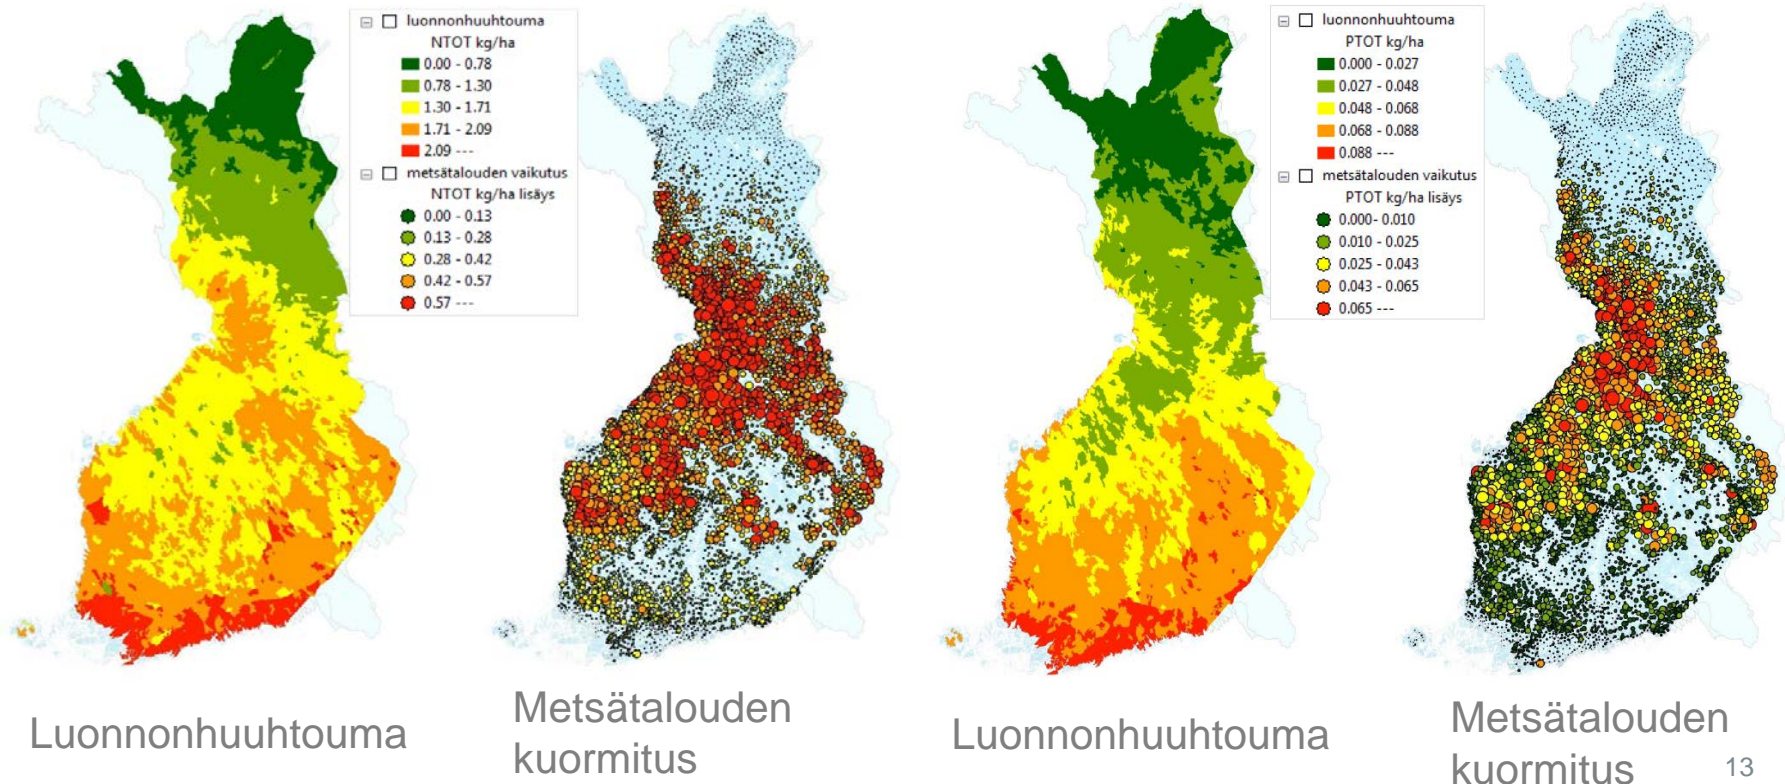 luonnonhuuhtouma
NTOT kg/ha
0.00 - 0.78
0.78 - 1.30
1.30 - 1.71
1.71 - 2.09
2.09 ---
metsätalouden vaikutus
NTOT kg/ha lisäys
0.00 - 0.13
0.13 - 0.28
0.28 - 0.42
0.42 - 0.57
0.57 ---
luonnonhuuhtouma
PTOT kg/ha
0.000 - 0.027
0.027 - 0.048
0.048 - 0.068
0.068 - 0.088
0.088 ---
metsätalouden vaikutus
PTOT kg/ha lisäys
0.000- 0.010
0.010 - 0.025
0.025 - 0.043
0.043 - 0.065
0.065 ---
Luonnonhuuhtouma
Metsätalouden
kuormitus
Luonnonhuuhtouma
Metsätalouden
kuormitus
13